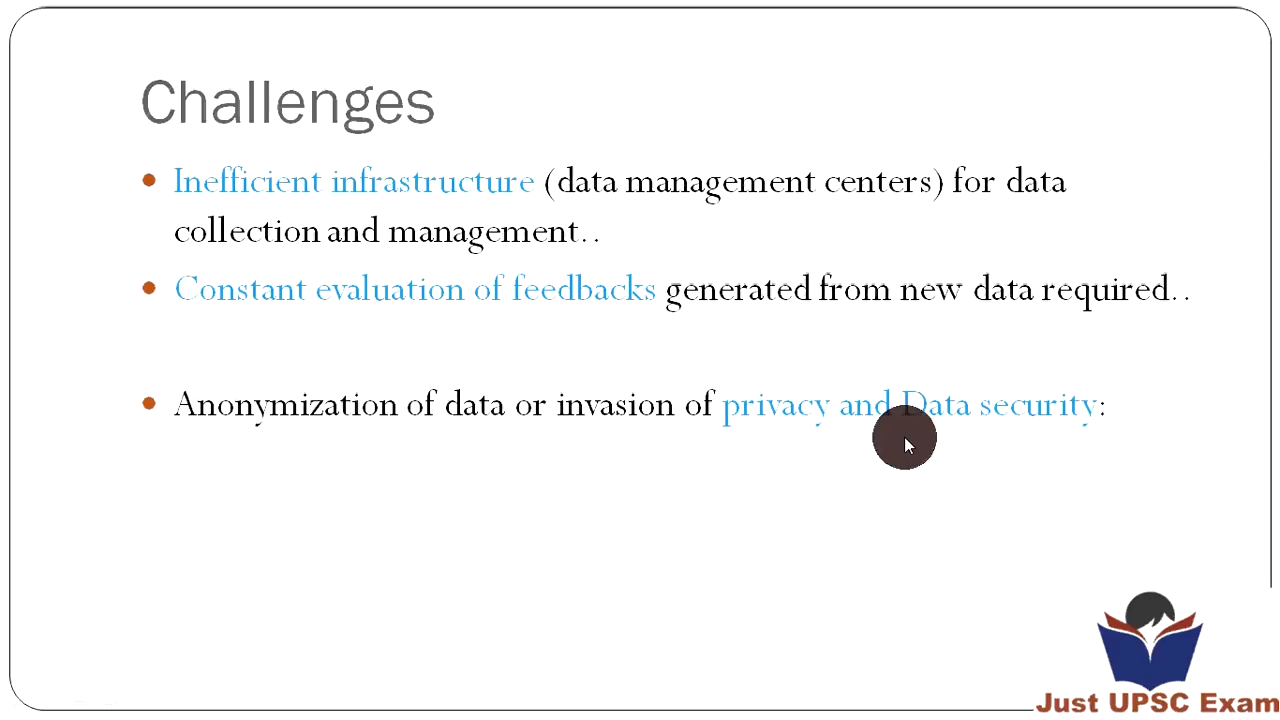 Challenges
Inefficient infrastructure (data management centers) for data
collection and management. .
Constant evaluation of feedbacks generated from new data required. .
Anonymization of data or invasion of privacy and Data security:
Just UPSC Exam